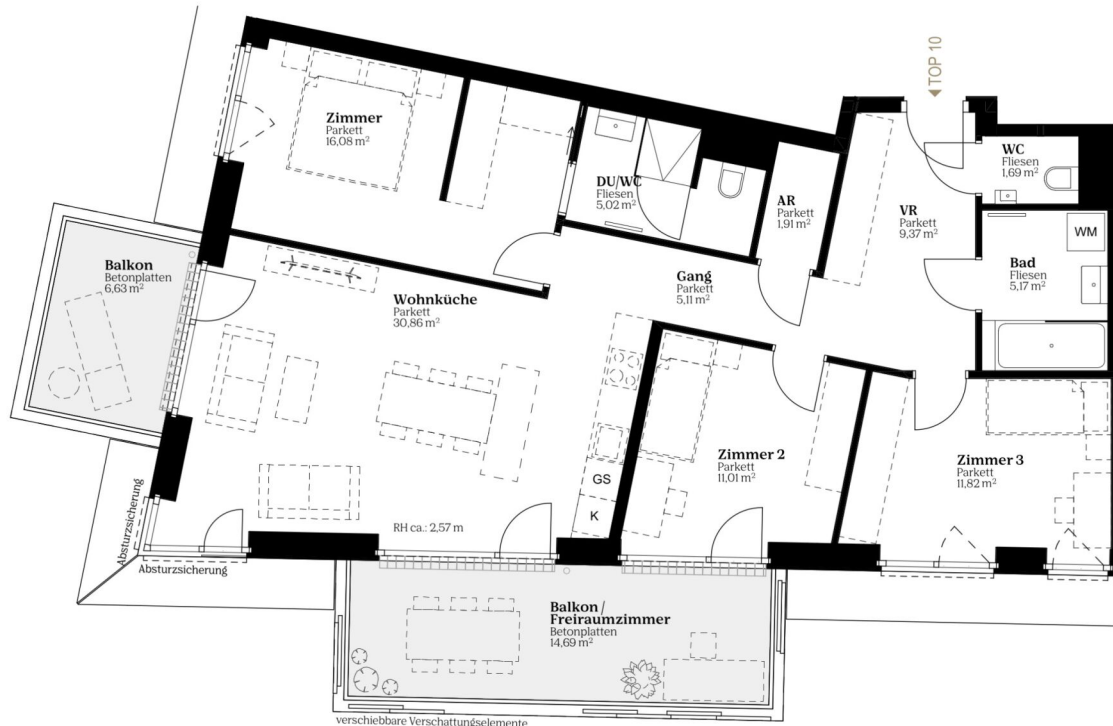 TOP 10
Zimmer
Parkett
16,08 m²
DU/WC
Fliesen
5,02 m²
AR
Parkett
1,91 m²
VR
Parkett
9,37 m²
WC
Fliesen
1,69 m²
WM
Bad
Fliesen
5,17 m²
Balkon
Betonplatten
6,63 m²
Wohnküche
Parkett
30,86 m²
Gang
Parkett
5,11 m²
Zimmer 2
Parkett
11,01 m²
Zimmer 3
Parkett
11,82 m²
GS
K
RH ca.: 2,57 m
Absturzsicherung
Absturzsicherung
Balkon /
Freiraumzimmer
Betonplatten
14,69 m²
verschiebbare Verschattungselemente